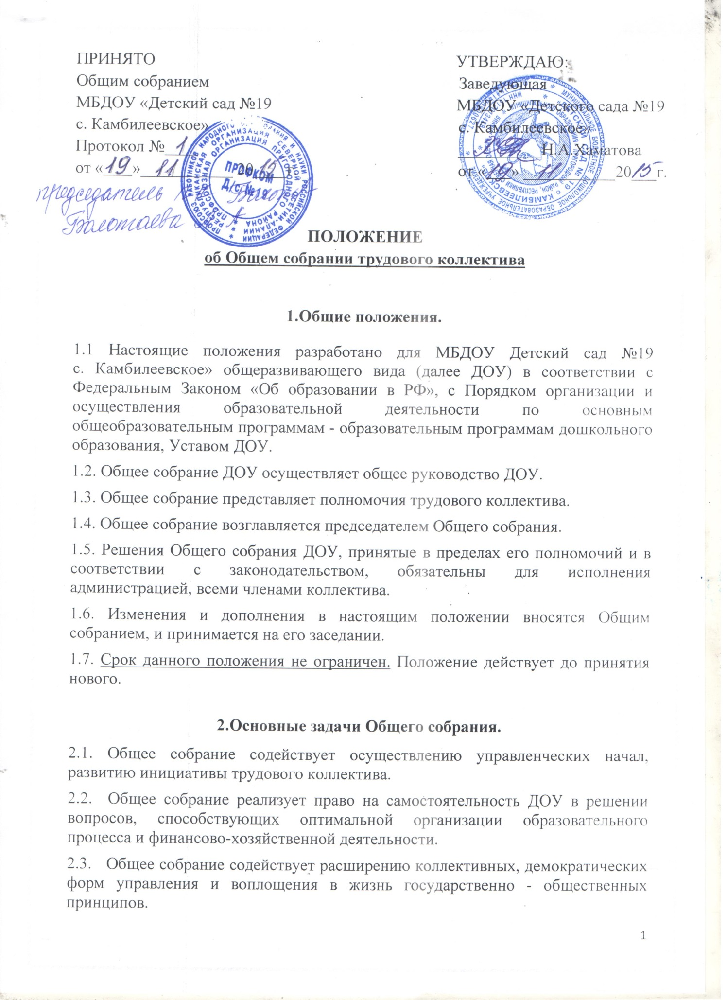 ПРИНЯТО
Общим собранием
МБДОУ «Детский сад №19
с. Камбилеевское»
Протокол № 1
от «19» 11 2015 г.
председатель
Болотаева
УТВЕРЖДАЮ:
Заведующая
МБДОУ «Детского сада №19
с. Камбилеевское»
Н.А.Хаматова
от «19» 11 2015 г.
ПРОФКОМ
Д/с № 19
ПОЛОЖЕНИЕ
об Общем собрании трудового коллектива
1.Общие положения.
1.1 Настоящие положения разработано для МБДОУ Детский сад №19
с. Камбилеевское» общеразвивающего вида (далее ДОУ) в соответствии с
Федеральным Законом «Об образовании в РФ», с Порядком организации и
осуществления образовательной деятельности по основным
общеобразовательным программам - образовательным программам дошкольного
образования, Уставом ДОУ.
1.2. Общее собрание ДОУ осуществляет общее руководство ДОУ.
1.3. Общее собрание представляет полномочия трудового коллектива.
1.4. Общее собрание возглавляется председателем Общего собрания.
1.5. Решения Общего собрания ДОУ, принятые в пределах его полномочий и в
соответствии с законодательством, обязательны для исполнения
администрацией, всеми членами коллектива.
1.6. Изменения и дополнения в настоящим положении вносятся Общим
собранием, и принимается на его заседании.
1.7. Срок данного положения не ограничен. Положение действует до принятия
нового.
2.Основные задачи Общего собрания.
2.1. Общее собрание содействует осуществлению управленческих начал,
развитию инициативы трудового коллектива.
2.2. Общее собрание реализует право на самостоятельность ДОУ в решении
вопросов, способствующих оптимальной организации образовательного
процесса и финансово-хозяйственной деятельности.
2.3. Общее собрание содействует расширению коллективных, демократических
форм управления и воплощения в жизнь государственно - общественных
принципов.
1